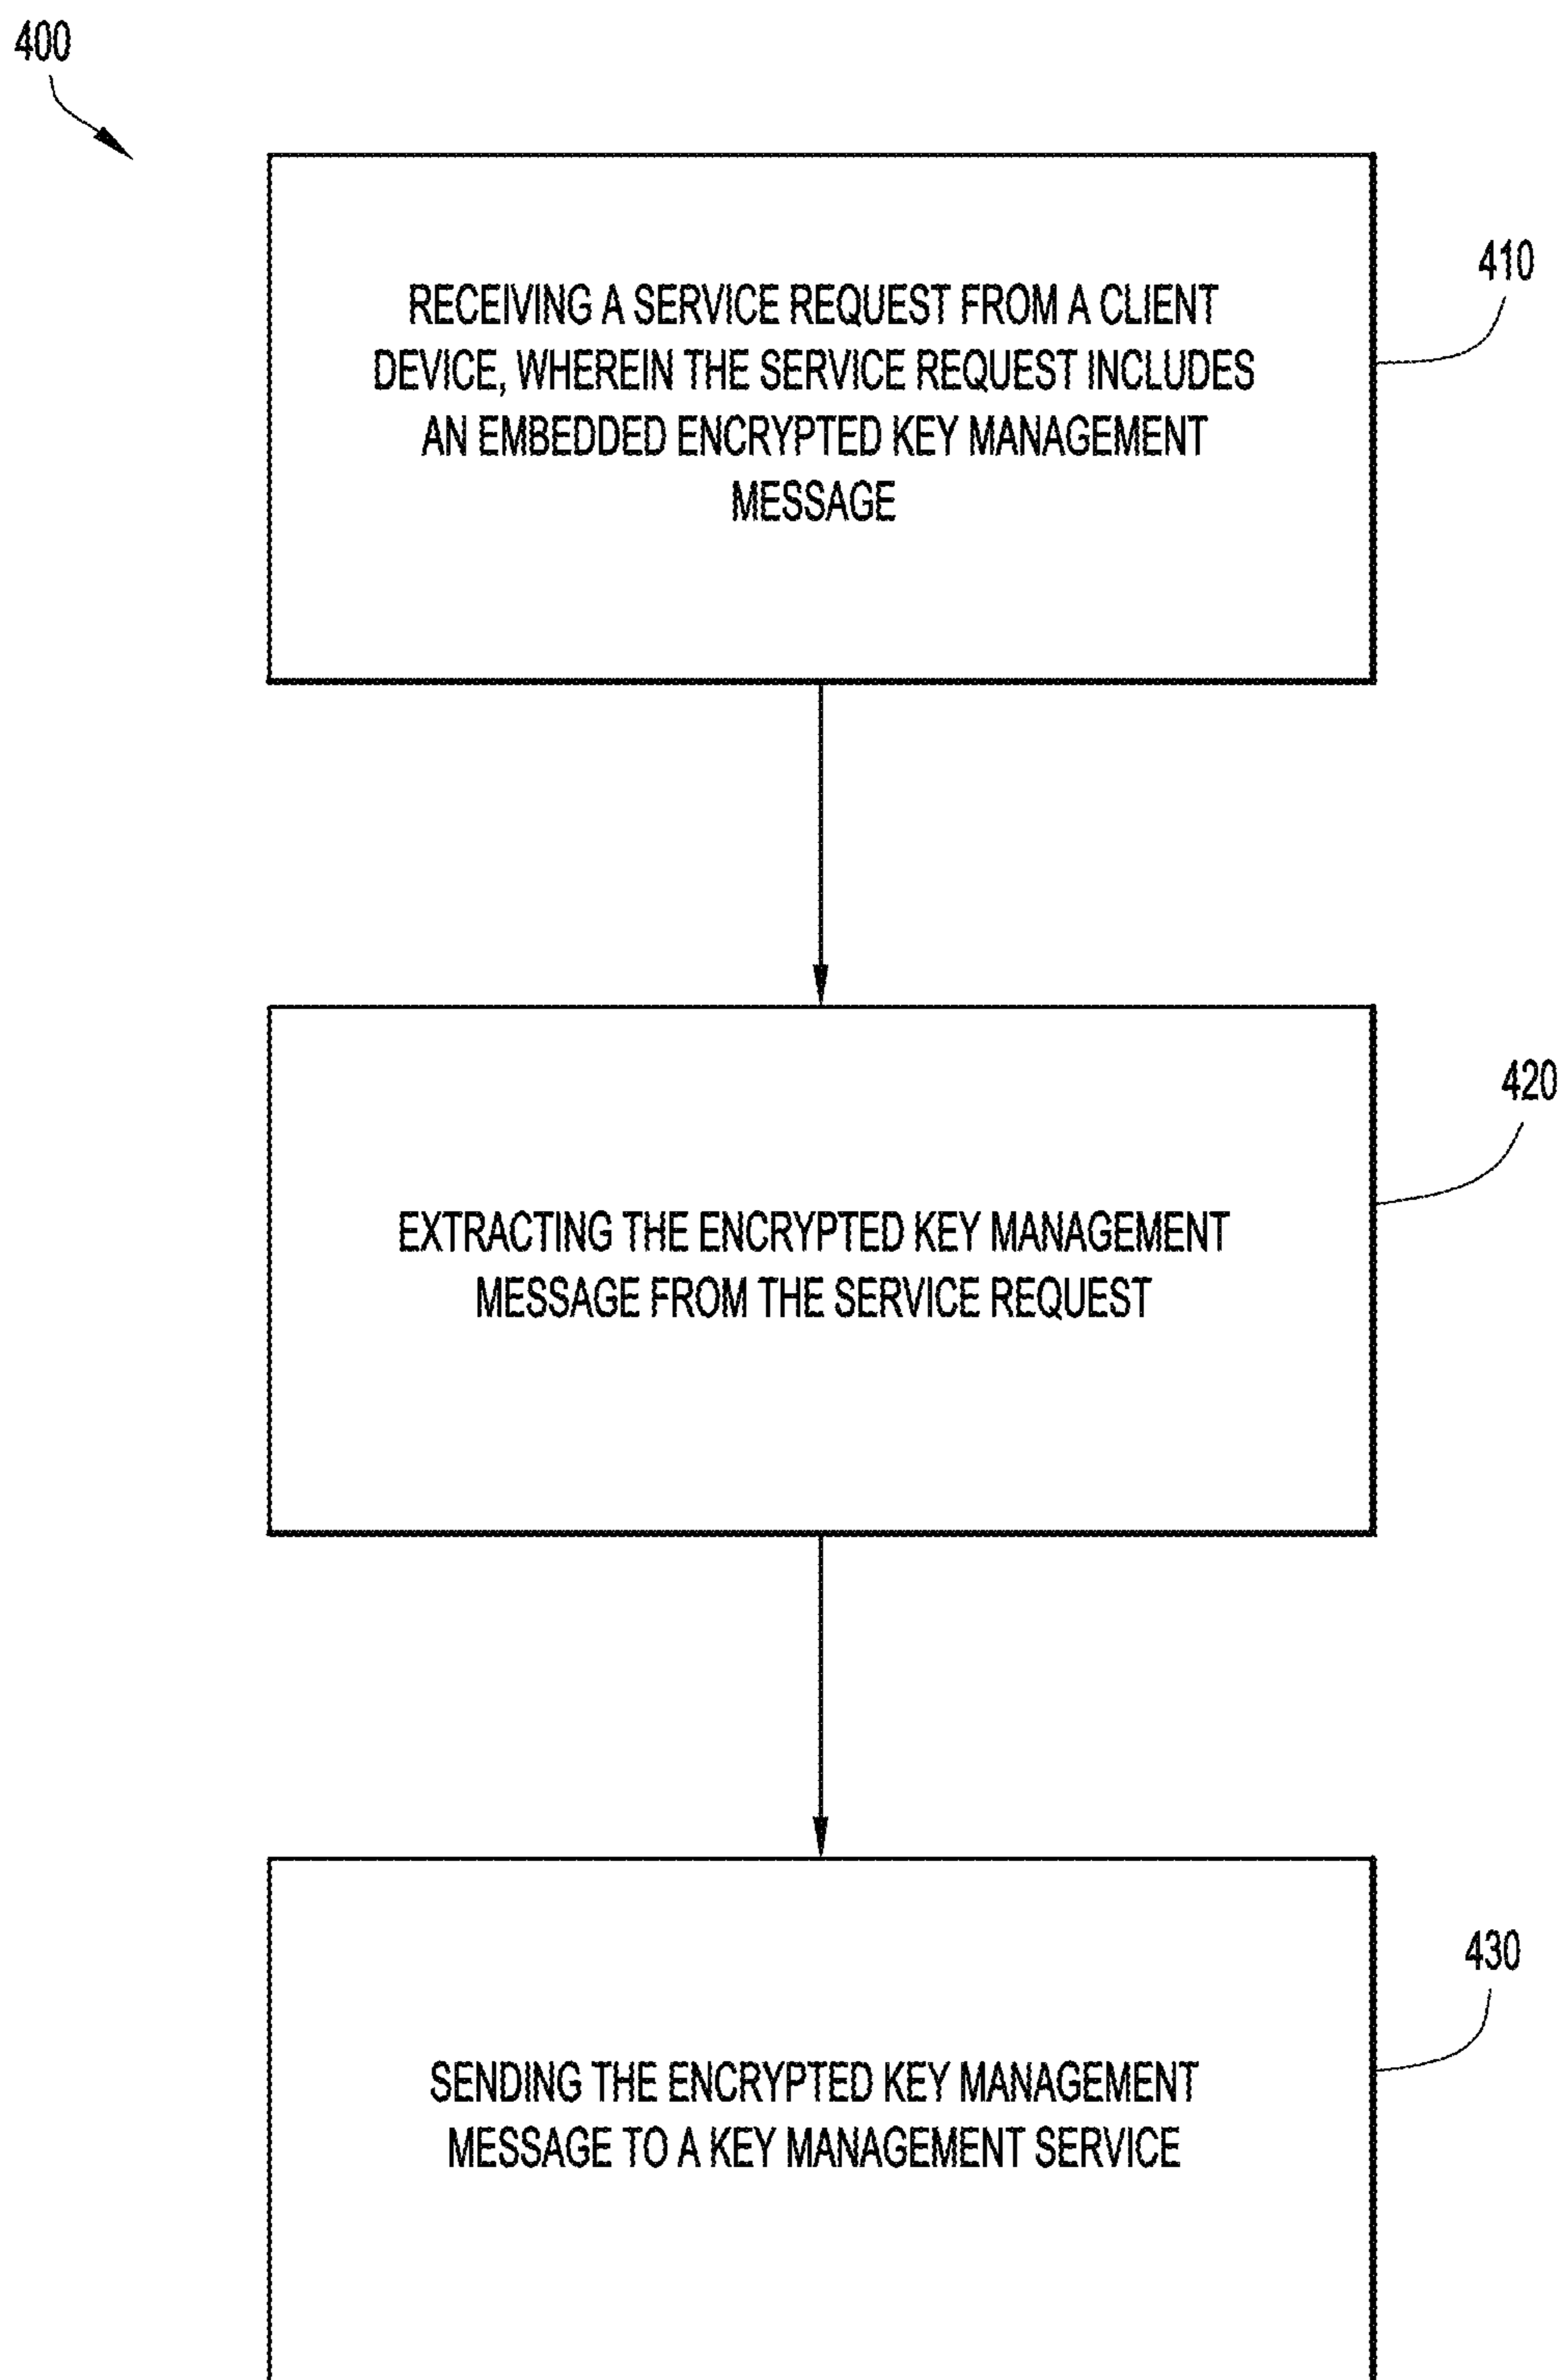 400
410
RECEIVING A SERVICE REQUEST FROM A CLIENT
DEVICE, WHEREIN THE SERVICE REQUEST INCLUDES
AN EMBEDDED ENCRYPTED KEY MANAGEMENT
MESSAGE
420
EXTRACTING THE ENCRYPTED KEY MANAGEMENT
MESSAGE FROM THE SERVICE REQUEST
430
SENDING THE ENCRYPTED KEY MANAGEMENT
MESSAGE TO A KEY MANAGEMENT SERVICE